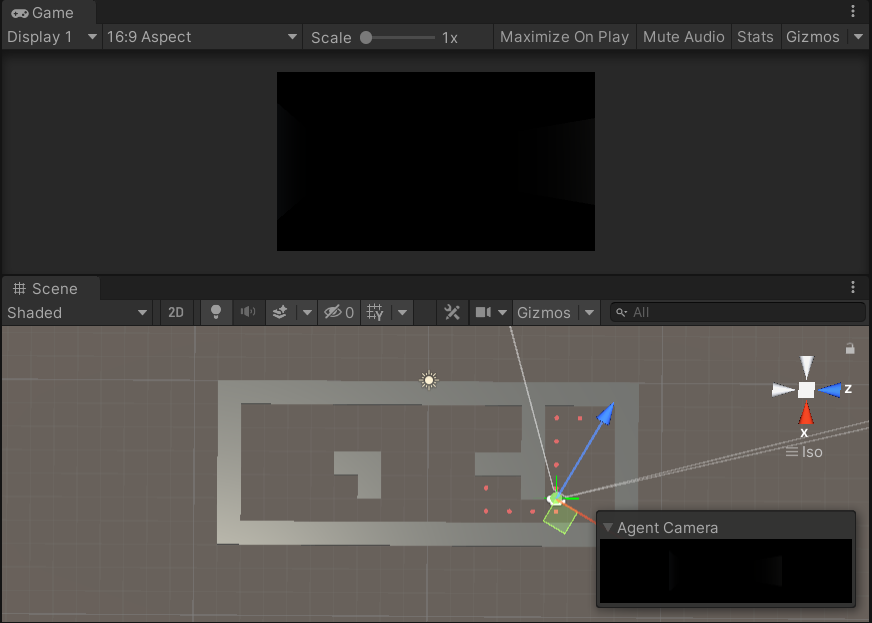 Game
Display 1 16:9 Aspect Scale 1x Maximize On Play Mute Audio Stats Gizmos
Scene
Shaded 2D 0 Gizmos All
z
x
Iso
Agent Camera